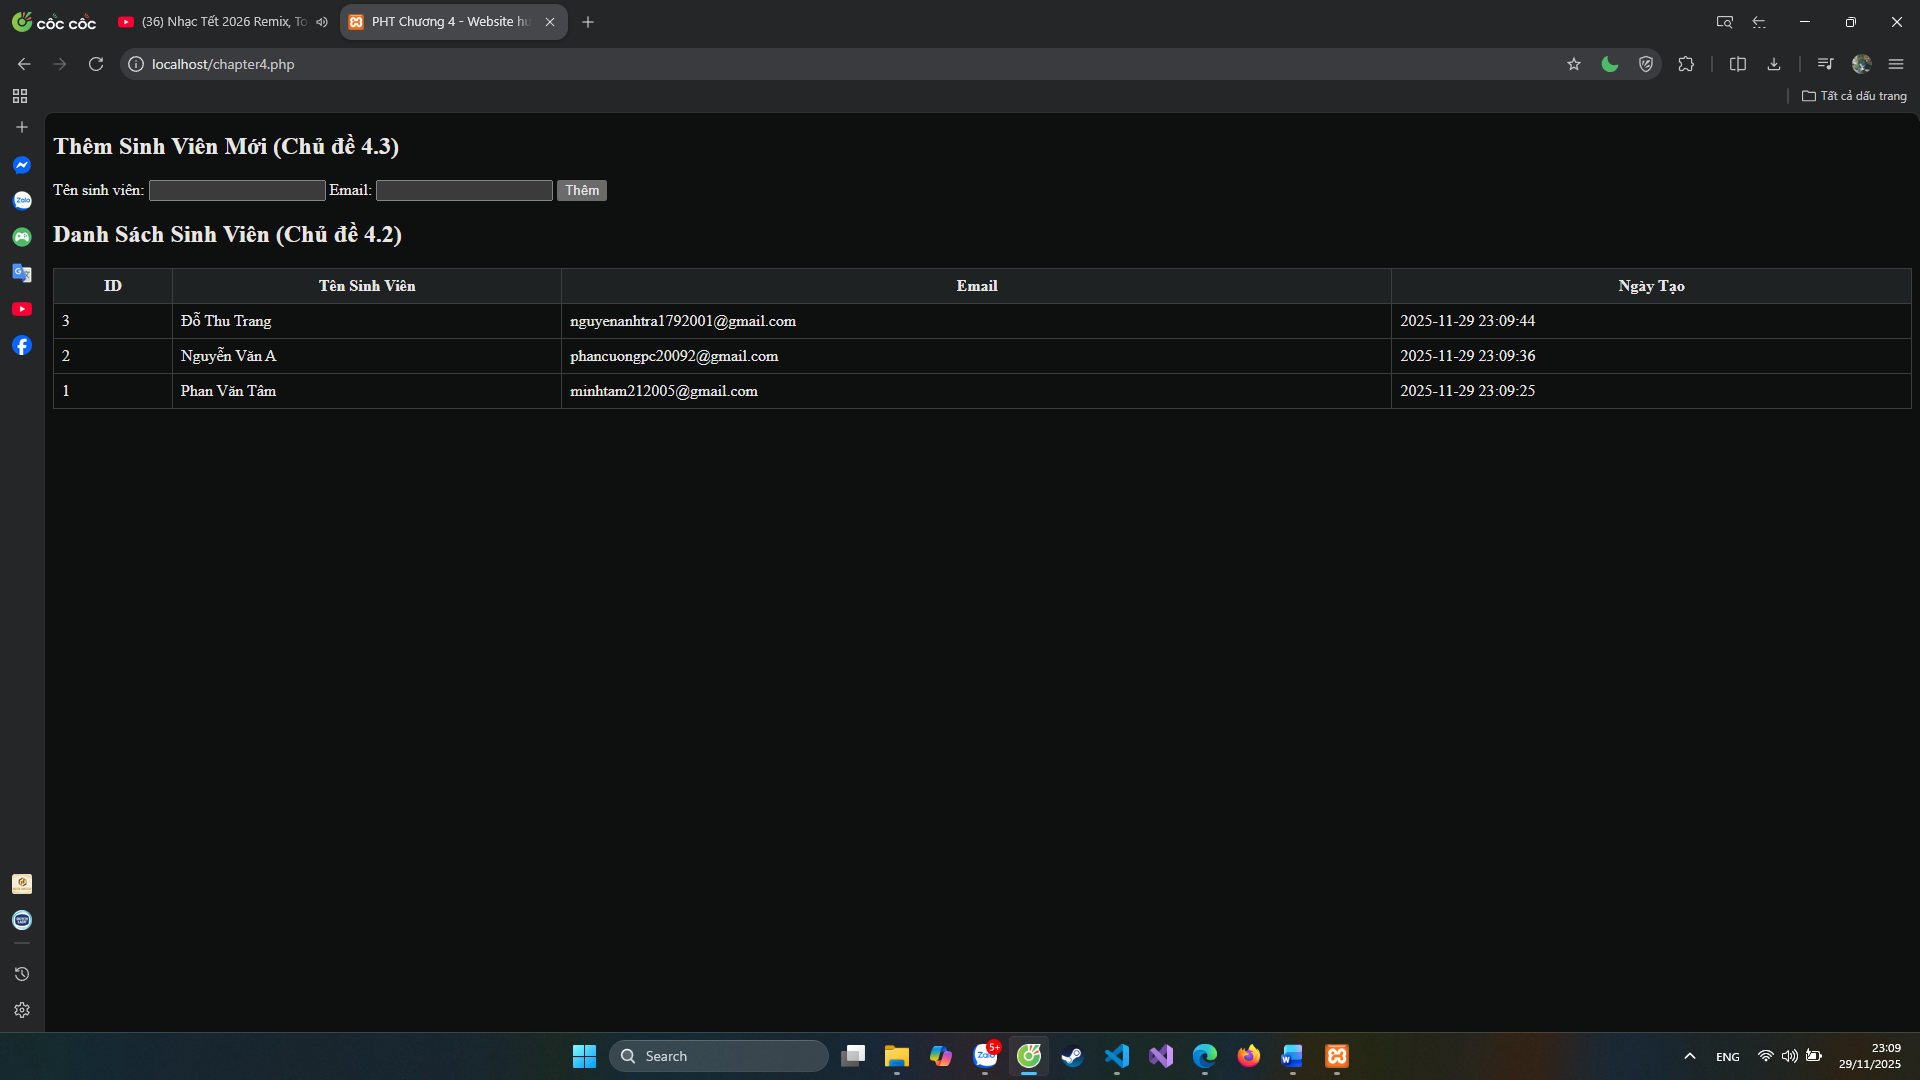 cốc cốc
(36) Nhạc Tết 2026 Remix, To
PHT Chương 4 - Website hư
localhost/chapter4.php
Tất cả dấu trang
Thêm Sinh Viên Mới (Chủ đề 4.3)
Tên sinh viên: Email: Thêm
Danh Sách Sinh Viên (Chủ đề 4.2)
ID Tên Sinh Viên Email Ngày Tạo
3 Đỗ Thu Trang nguyenanhtra1792001@gmail.com 2025-11-29 23:09:44
2 Nguyễn Văn A phancuongpc20092@gmail.com 2025-11-29 23:09:36
1 Phan Văn Tâm minhtam212005@gmail.com 2025-11-29 23:09:25
Zalo
Search
5+
ENG
23:09
29/11/2025